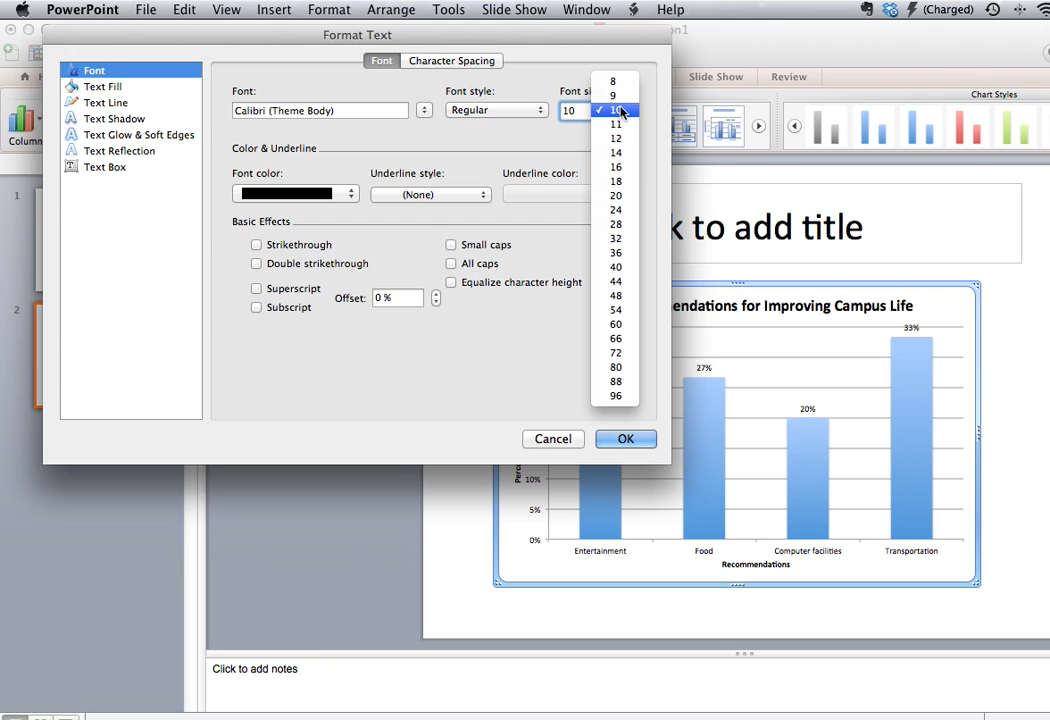 PowerPoint File Edit View Insert Format Arrange Tools Slide Show Window Help (Charged)
Format Text
Font Character Spacing
Font
Text Fill
Text Line
Text Shadow
Text Glow & Soft Edges
Text Reflection
Text Box
Font: Font style: Font si
Calibri (Theme Body) Regular 10
Color & Underline
Font color: Underline style: Underline color:
(None)
Basic Effects
Strikethrough
Double strikethrough
Superscript
Subscript
Offset: 0 %
Small caps
All caps
Equalize character height
8
9
✓ 10
11
12
14
16
18
20
24
28
32
36
40
44
48
54
60
66
72
80
88
96
Cancel OK
Slide Show Review
Chart Styles
Column
1
2
k to add title
endations for Improving Campus Life
33%
27%
20%
10%
5%
0%
Perc
Entertainment Food Computer facilities Transportation
Recommendations
Click to add notes